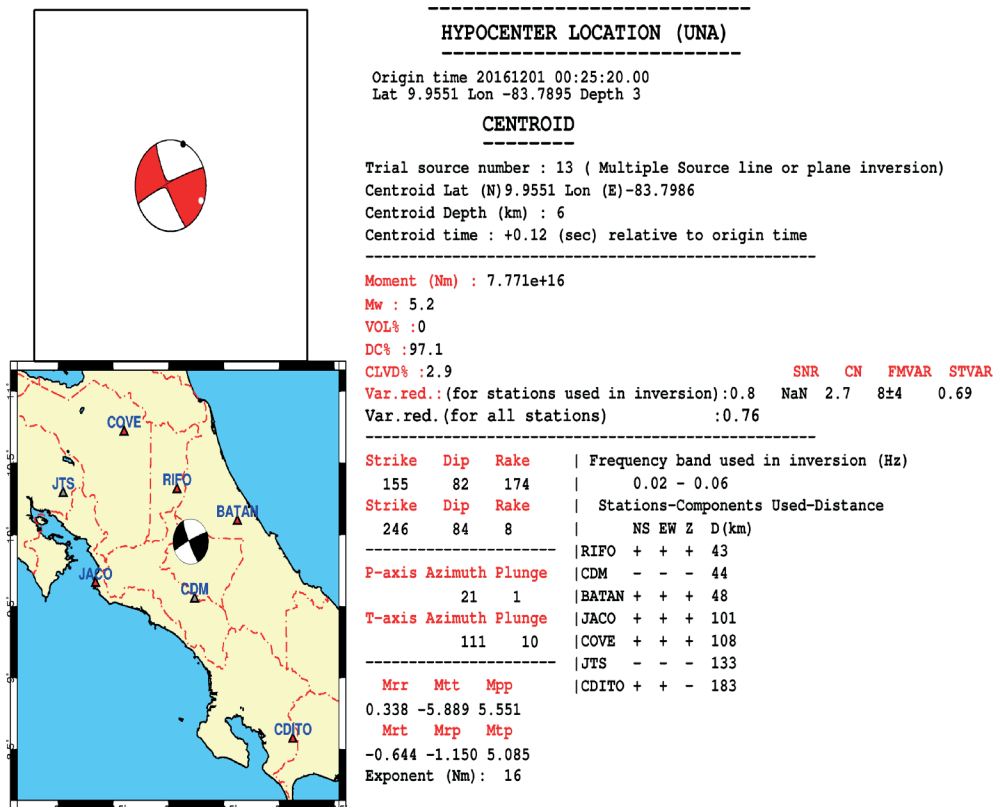 HYPOCENTER LOCATION (UNA)
Origin time 20161201 00:25:20.00
Lat 9.9551 Lon -83.7895 Depth 3
CENTROID
Trial source number : 13 ( Multiple Source line or plane inversion)
Centroid Lat (N)9.9551 Lon (E)-83.7986
Centroid Depth (km) : 6
Centroid time : +0.12 (sec) relative to origin time
Moment (Nm) : 7.771e+16
Mw : 5.2
VOL% :0
DC% :97.1
CLVD% :2.9
SNR CN FMVAR STVAR
Var.red.:(for stations used in inversion):0.8 NaN 2.7 8±4 0.69
Var.red.(for all stations) :0.76
Strike Dip Rake | Frequency band used in inversion (Hz)
155 82 174 | 0.02 - 0.06
Strike Dip Rake | Stations-Components Used-Distance
246 84 8 | NS EW Z D(km)
|RIFO + + + 43
P-axis Azimuth Plunge |CDM - - - 44
21 1 |BATAN + + + 48
T-axis Azimuth Plunge |JACO + + + 101
111 10 |COVE + + + 108
|JTS - - - 133
Mrr Mtt Mpp |CDITO + + - 183
0.338 -5.889 5.551
Mrt Mrp Mtp
-0.644 -1.150 5.085
Exponent (Nm): 16
COVE
JTS
RIFO
BATAN
JACO
CDM
CDITO